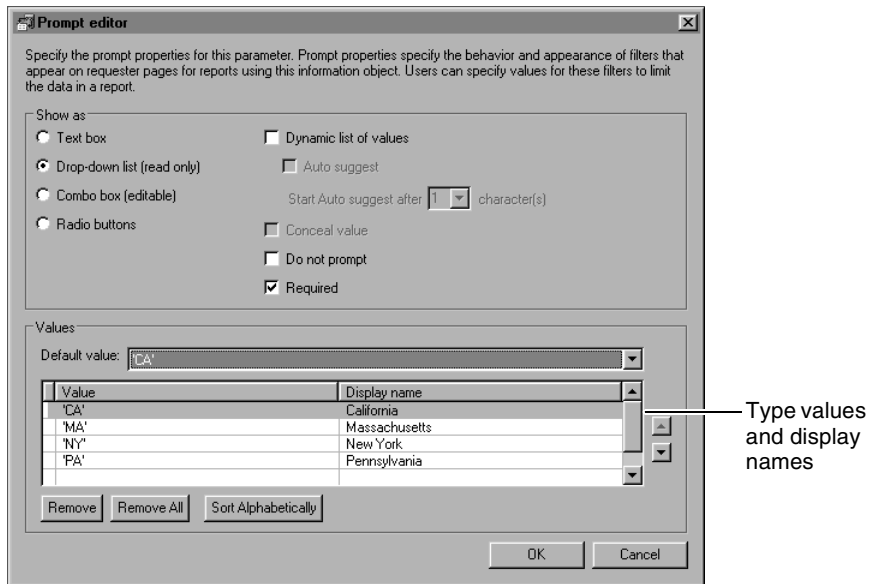 Prompt editor
Specify the prompt properties for this parameter. Prompt properties specify the behavior and appearance of filters that
appear on requester pages for reports using this information object. Users can specify values for these filters to limit
the data in a report.
Show as
Text box
Drop-down list (read only)
Combo box (editable)
Radio buttons
Dynamic list of values
Auto suggest
Start Auto suggest after 1 character(s)
Conceal value
Do not prompt
Required
Values
Default value: 'CA'
Value Display name
'CA' California
'MA' Massachusetts
'NY' New York
'PA' Pennsylvania
Remove Remove All Sort Alphabetically
OK Cancel
Type values
and display
names